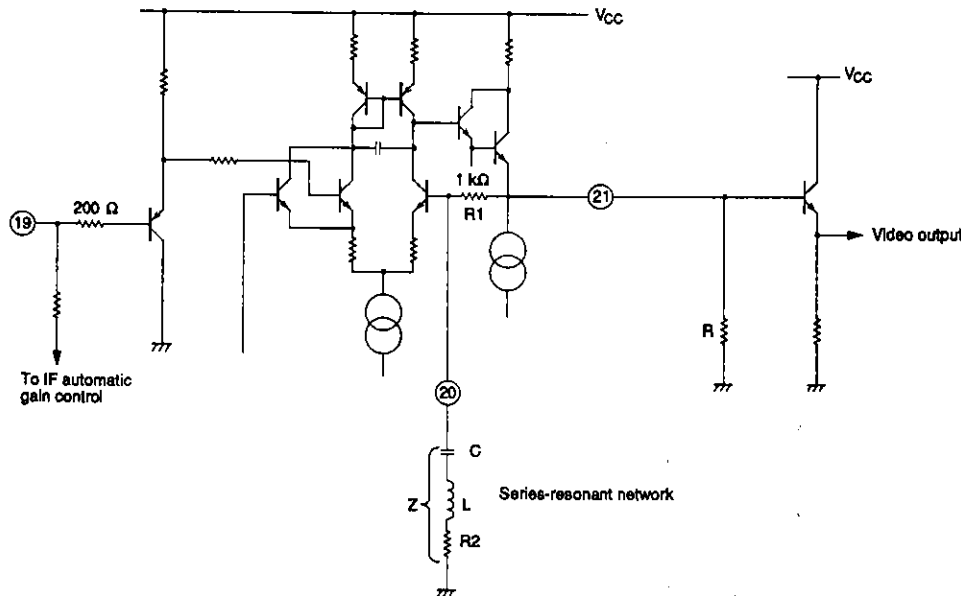 VCC
VCC
200 Ω
19
1 kΩ
R1
21
Video output
R
To IF automatic
gain control
20
C
Z
L
Series-resonant network
R2